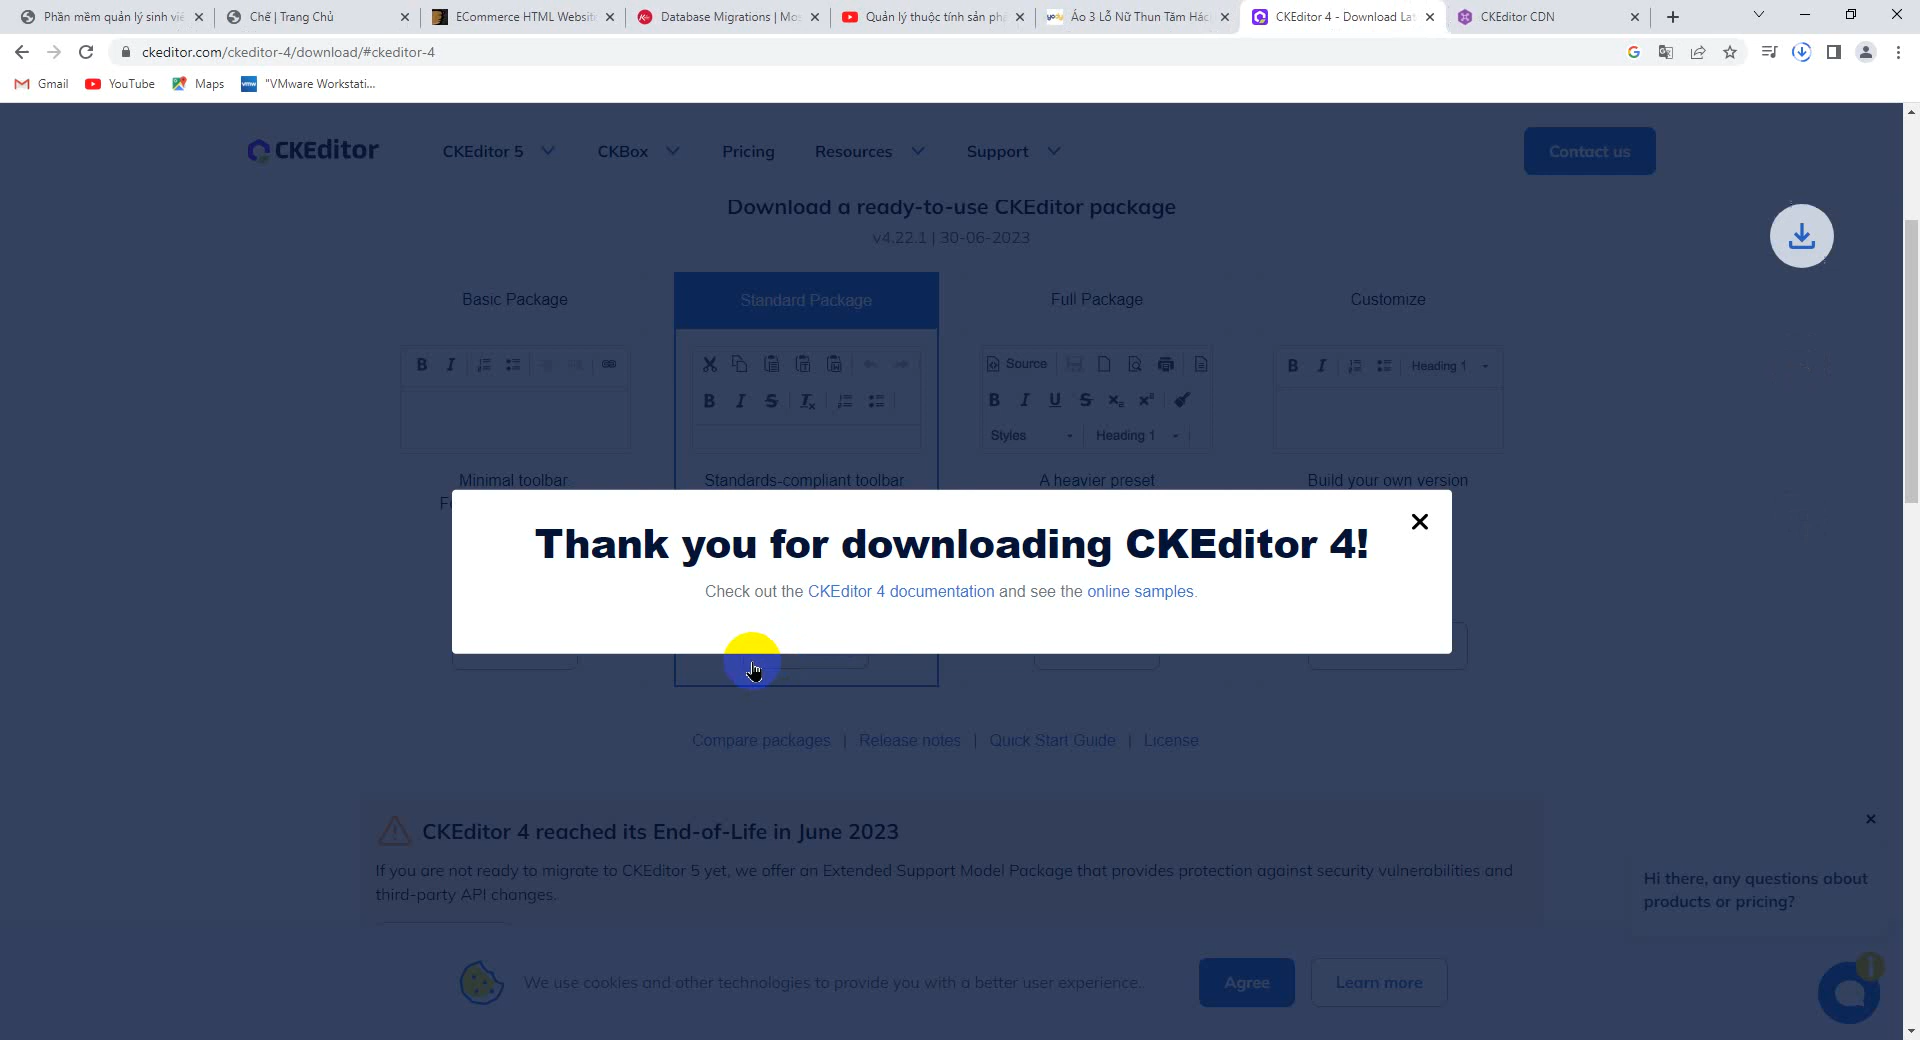 Phần mềm quản lý sinh viê
Chế | Trang Chủ
ECommerce HTML Websit
Database Migrations | Mo
Quản lý thuộc tính sản ph
Áo 3 Lỗ Nữ Thun Tăm Hác
CKEditor 4 - Download La
CKEditor CDN
ckeditor.com/ckeditor-4/download/#ckeditor-4
Gmail
YouTube
Maps
"VMware Workstati...
CKEditor
CKEditor 5
CKBox
Pricing
Resources
Support
Contact us
Download a ready-to-use CKEditor package
v4.22.1 | 30-06-2023
Basic Package
Standard Package
Full Package
Customize
Source
Heading 1
Styles
Heading 1
Minimal toolbar
Standards-compliant toolbar
A heavier preset
Build your own version
Thank you for downloading CKEditor 4!
Check out the CKEditor 4 documentation and see the online samples.
Compare packages | Release notes | Quick Start Guide | License
CKEditor 4 reached its End-of-Life in June 2023
If you are not ready to migrate to CKEditor 5 yet, we offer an Extended Support Model Package that provides protection against security vulnerabilities and
third-party API changes.
Hi there, any questions about
products or pricing?
We use cookies and other technologies to provide you with a better user experience..
Agree
Learn more